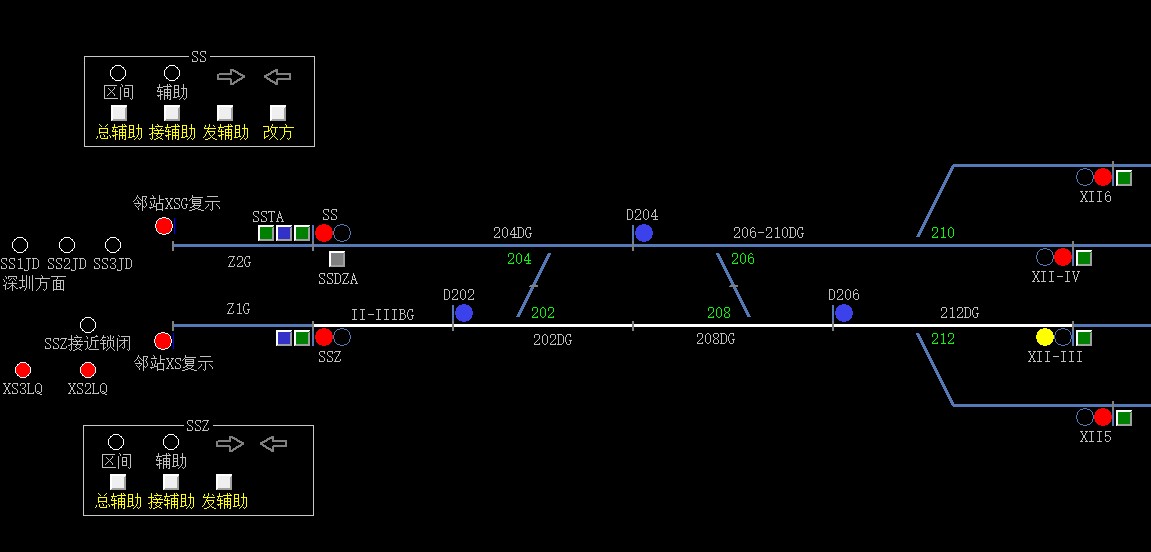 SS
区间 辅助
总辅助 接辅助 发辅助 改方
XII6
邻站XSG复示 SSTA SS D204
204DG 206-210DG 210
SS1JD SS2JD SS3JD Z2G 204 206
深圳方面 SSDZA XII-IV
Z1G D202 D206
II-IIIBG 202 208 212DG
SSZ接近锁闭 202DG 208DG 212
邻站XS复示 SSZ XII-III
XS3LQ XS2LQ
SSZ XII5
区间 辅助
总辅助 接辅助 发辅助